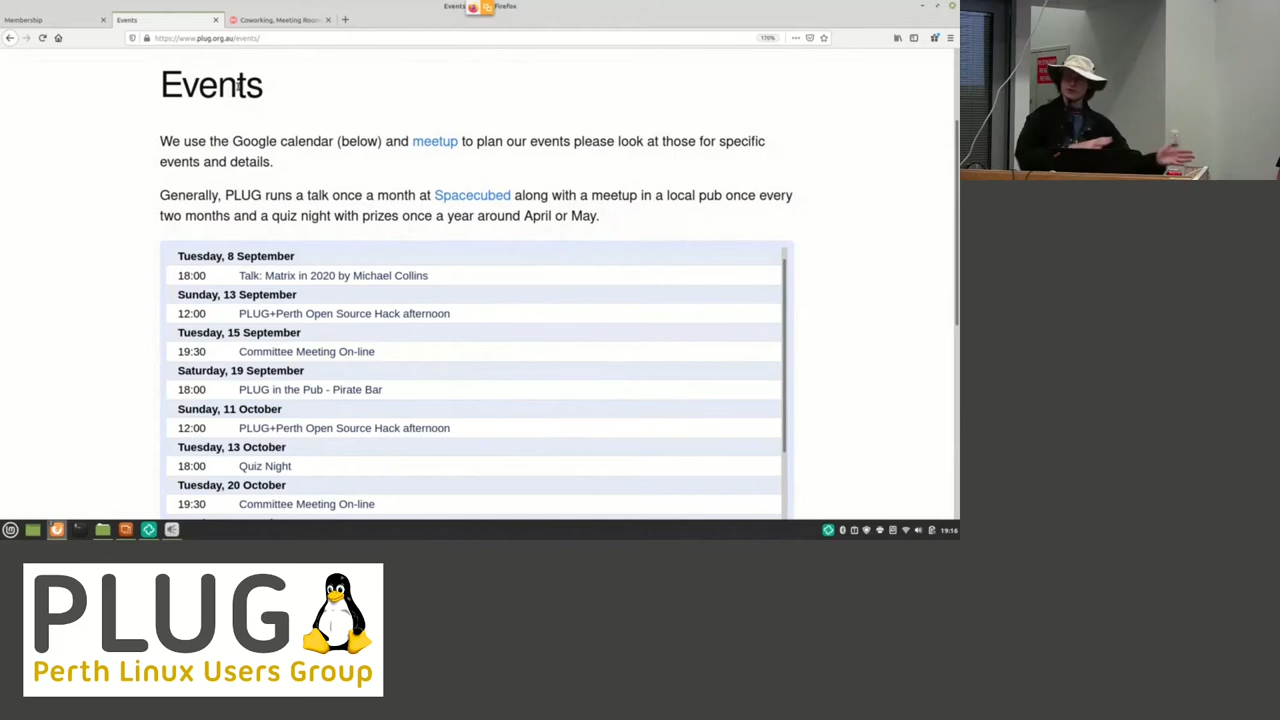 Events
Firefox
Membership
Events
Coworking, Meeting Room
https://www.plug.org.au/events/
170%
Events
We use the Google calendar (below) and meetup to plan our events please look at those for specific
events and details.
Generally, PLUG runs a talk once a month at Spacecubed along with a meetup in a local pub once every
two months and a quiz night with prizes once a year around April or May.
Tuesday, 8 September
18:00 Talk: Matrix in 2020 by Michael Collins
Sunday, 13 September
12:00 PLUG+Perth Open Source Hack afternoon
Tuesday, 15 September
19:30 Committee Meeting On-line
Saturday, 19 September
18:00 PLUG in the Pub - Pirate Bar
Sunday, 11 October
12:00 PLUG+Perth Open Source Hack afternoon
Tuesday, 13 October
18:00 Quiz Night
Tuesday, 20 October
19:30 Committee Meeting On-line
19:16
PLUG
Perth Linux Users Group